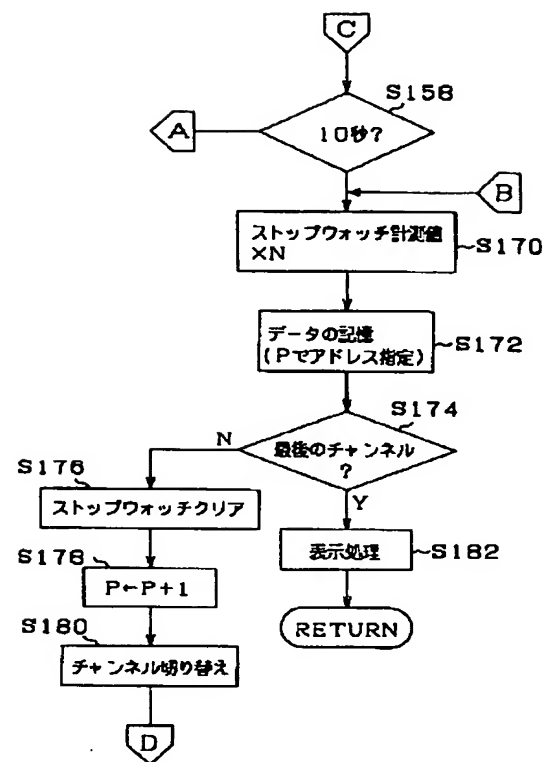 C
S158
A
10秒?
B
ストップウォッチ計測値
×N
S170
データの記憶
(Pでアドレス指定)
S172
S174
N
最後のチャンネル
?
S176
Y
ストップウォッチクリア
表示処理
S182
S178
P←P+1
RETURN
S180
チャンネル切り替え
D